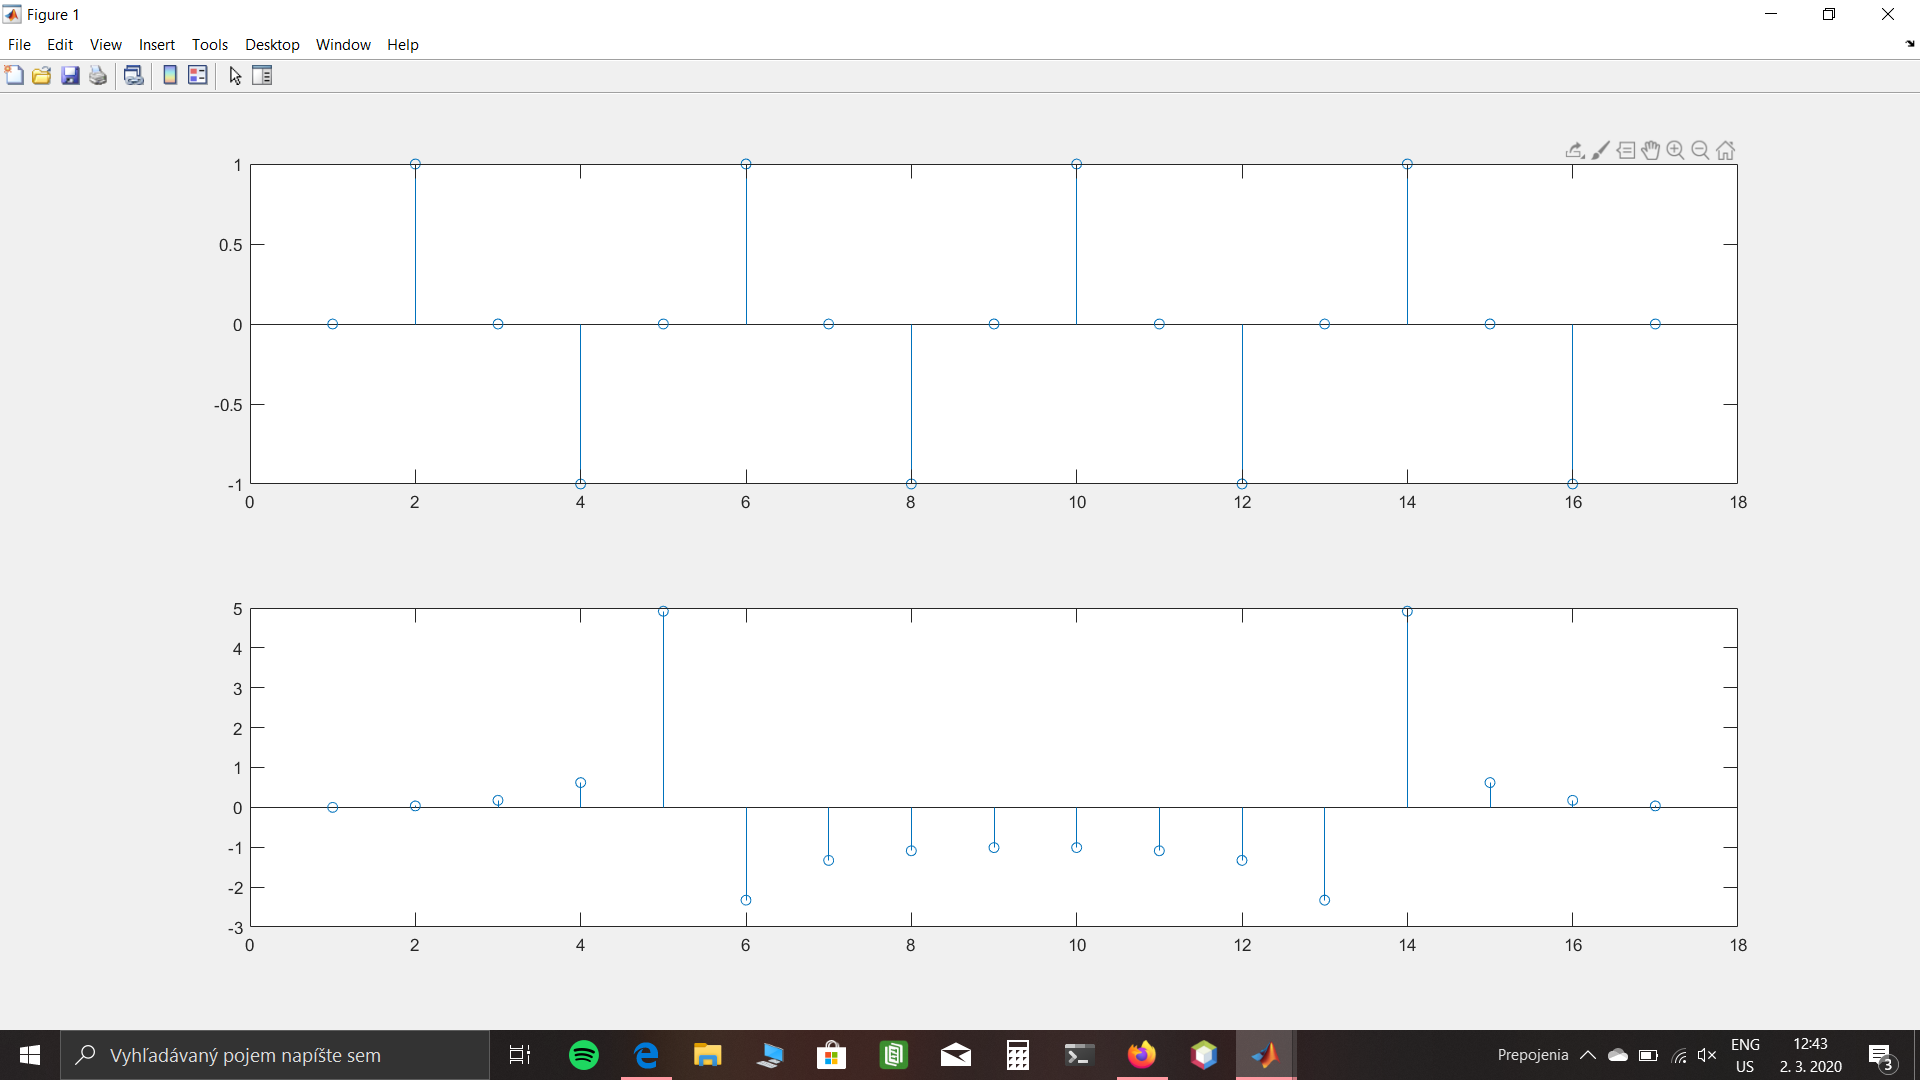 Figure 1
File Edit View Insert Tools Desktop Window Help
1
0.5
0
-0.5
-1
0 2 4 6 8 10 12 14 16 18
5
4
3
2
1
0
-1
-2
-3
0 2 4 6 8 10 12 14 16 18
Vyhľadávaný pojem napíšte sem
Prepojenia
ENG
US
12:43
2. 3. 2020
3